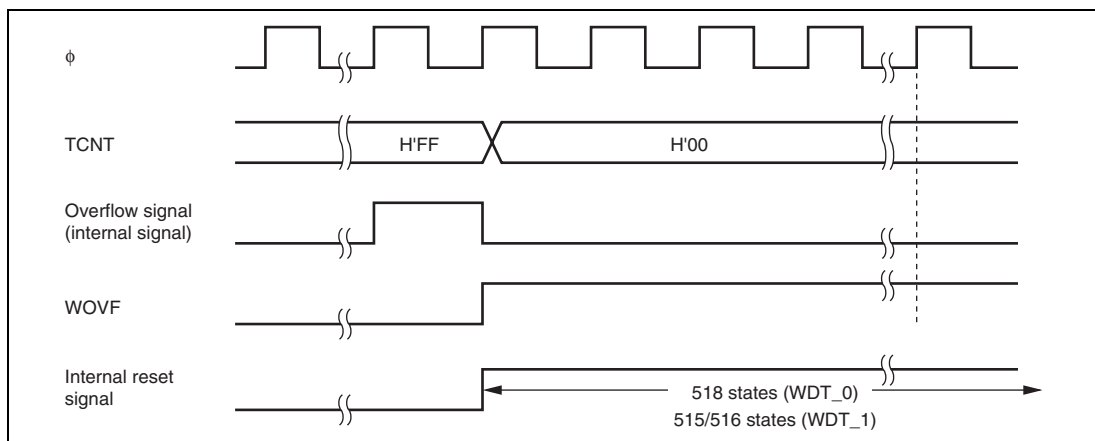 ϕ
TCNT
H'FF
H'00
Overflow signal
(internal signal)
WOVF
Internal reset
signal
518 states (WDT_0)
515/516 states (WDT_1)